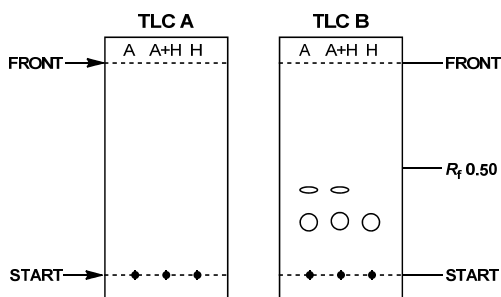 TLC A TLC B
A A+H H A A+H H
FRONT FRONT
Rf 0.50
START START